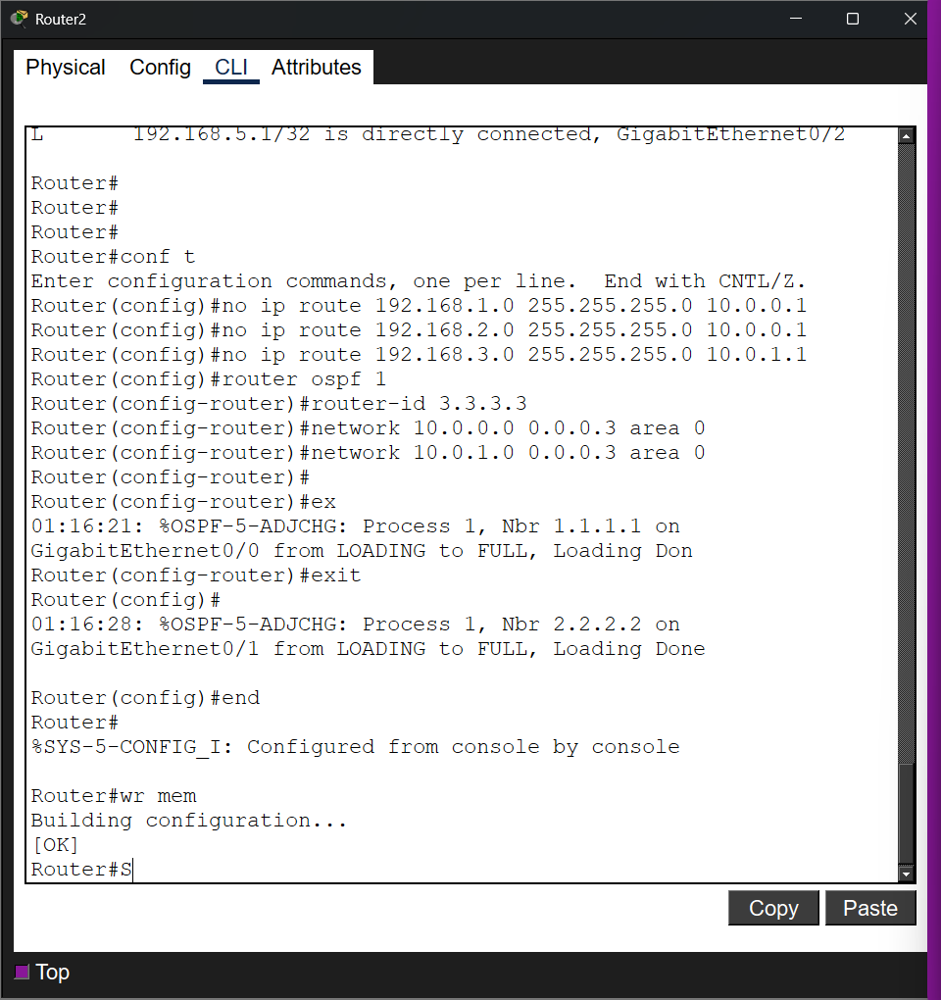 Router2
Physical Config CLI Attributes
L 192.168.5.1/32 is directly connected, GigabitEthernet0/2
Router#
Router#
Router#
Router#conf t
Enter configuration commands, one per line. End with CNTL/Z.
Router(config)#no ip route 192.168.1.0 255.255.255.0 10.0.0.1
Router(config)#no ip route 192.168.2.0 255.255.255.0 10.0.0.1
Router(config)#no ip route 192.168.3.0 255.255.255.0 10.0.1.1
Router(config)#router ospf 1
Router(config-router)#router-id 3.3.3.3
Router(config-router)#network 10.0.0.0 0.0.0.3 area 0
Router(config-router)#network 10.0.1.0 0.0.0.3 area 0
Router(config-router)#
Router(config-router)#ex
01:16:21: %OSPF-5-ADJCHG: Process 1, Nbr 1.1.1.1 on
GigabitEthernet0/0 from LOADING to FULL, Loading Don
Router(config-router)#exit
Router(config)#
01:16:28: %OSPF-5-ADJCHG: Process 1, Nbr 2.2.2.2 on
GigabitEthernet0/1 from LOADING to FULL, Loading Done
Router(config)#end
Router#
%SYS-5-CONFIG_I: Configured from console by console
Router#wr mem
Building configuration...
[OK]
Router#S
Copy Paste
Top